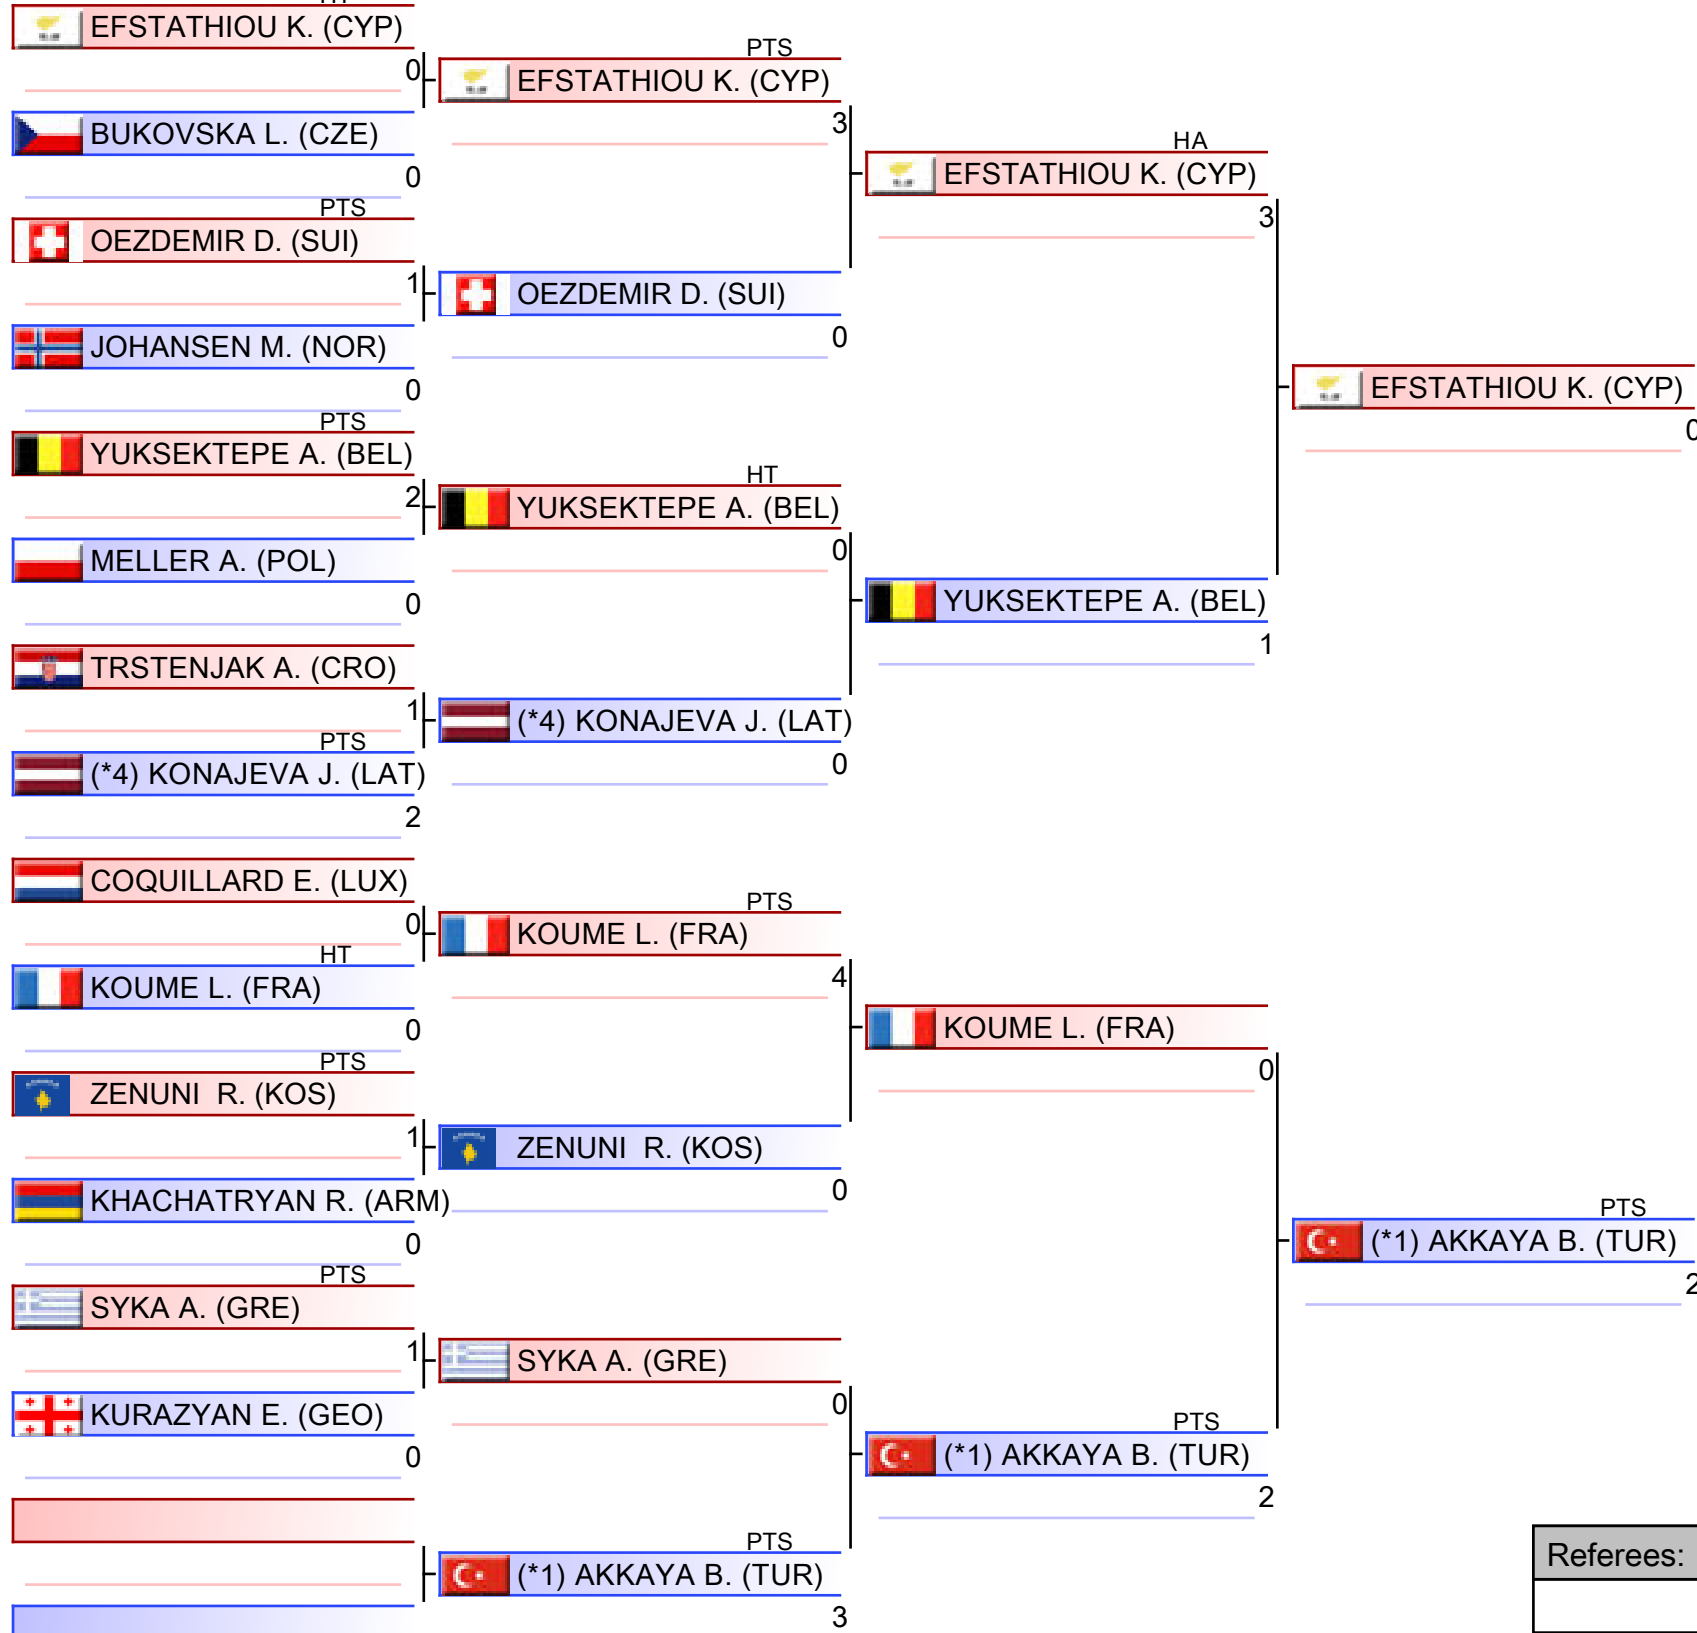 EFSTATHIOU K. (CYP)
0
BUKOVSKA L. (CZE)
0
PTS
OEZDEMIR D. (SUI)
1
JOHANSEN M. (NOR)
0
PTS
YUKSEKTEPE A. (BEL)
2
MELLER A. (POL)
0
TRSTENJAK A. (CRO)
1
PTS
(*4) KONAJEVA J. (LAT)
2
COQUILLARD E. (LUX)
0
HT
KOUME L. (FRA)
0
PTS
ZENUNI R. (KOS)
1
KHACHATRYAN R. (ARM)
0
PTS
SYKA A. (GRE)
1
KURAZYAN E. (GEO)
0
PTS
EFSTATHIOU K. (CYP)
3
OEZDEMIR D. (SUI)
0
HT
YUKSEKTEPE A. (BEL)
0
(*4) KONAJEVA J. (LAT)
0
PTS
KOUME L. (FRA)
4
ZENUNI R. (KOS)
0
SYKA A. (GRE)
0
PTS
(*1) AKKAYA B. (TUR)
3
HA
EFSTATHIOU K. (CYP)
3
YUKSEKTEPE A. (BEL)
1
KOUME L. (FRA)
0
PTS
(*1) AKKAYA B. (TUR)
2
EFSTATHIOU K. (CYP)
0
PTS
(*1) AKKAYA B. (TUR)
2
Referees: